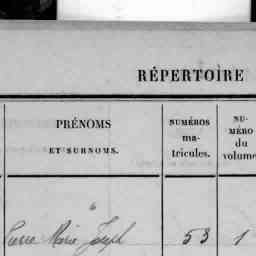 RÉPERTOIRE
PRÉNOMS
ET SURNOMS.
NUMÉROS
ma-
tricules.
NU-
MÉRO
du
volume
Pierre Marie Joseph 53 1